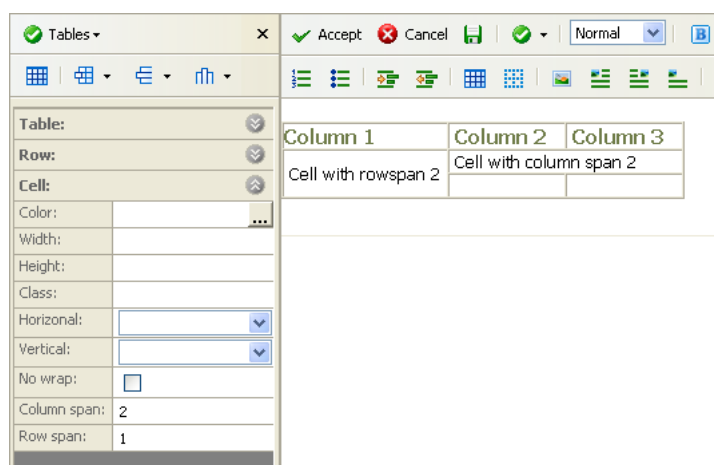 Tables
Accept Cancel Normal B
Table:
Row:
Cell:
Color: ...
Width:
Height:
Class:
Horizonal:
Vertical:
No wrap:
Column span: 2
Row span: 1
Column 1 Column 2 Column 3
Cell with rowspan 2 Cell with column span 2